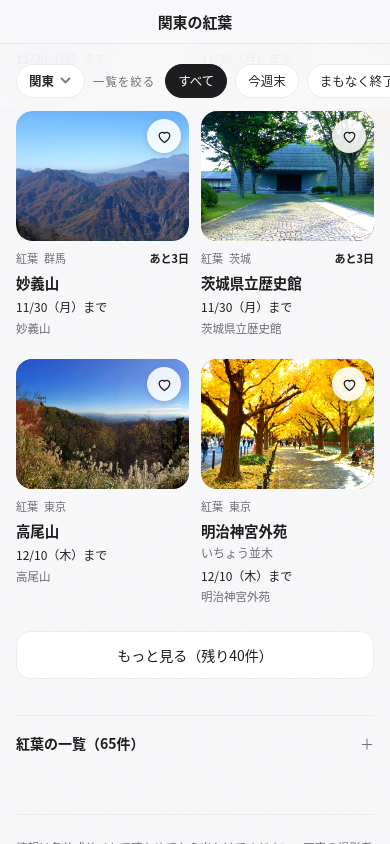 関東の紅葉
関東 一覧を絞る すべて 今週末 まもなく終了
紅葉 群馬 あと3日
妙義山
11/30（月）まで
妙義山
紅葉 茨城 あと3日
茨城県立歴史館
11/30（月）まで
茨城県立歴史館
紅葉 東京
高尾山
12/10（木）まで
高尾山
紅葉 東京
明治神宮外苑
いちょう並木
12/10（木）まで
明治神宮外苑
もっと見る（残り40件）
紅葉の一覧（65件）